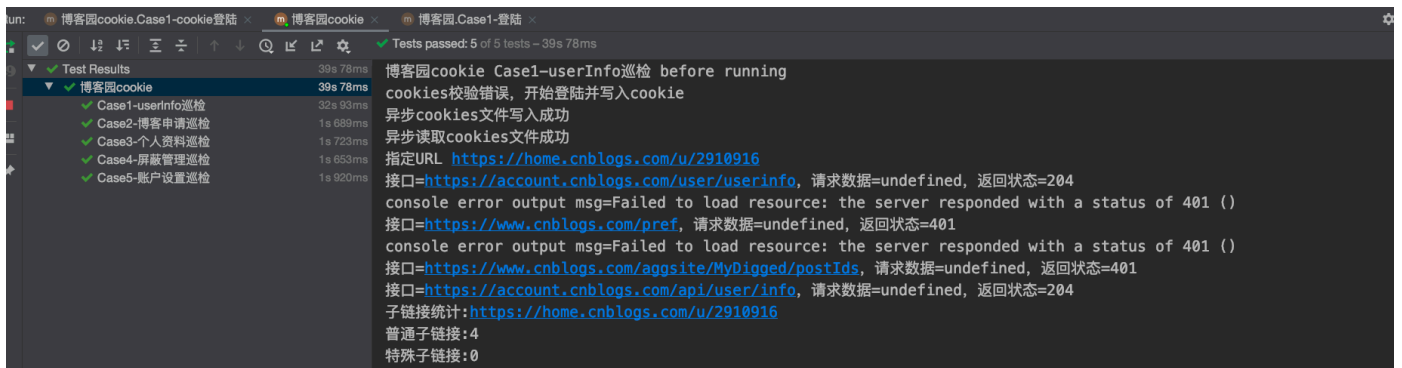 Run:
博客园cookie.Case1-cookie登陆
博客园cookie
博客园.Case1-登陆
Tests passed: 5 of 5 tests – 39s 78ms
Test Results 39s 78ms
博客园cookie 39s 78ms
Case1-userInfo巡检 32s 93ms
Case2-博客申请巡检 1s 689ms
Case3-个人资料巡检 1s 723ms
Case4-屏蔽管理巡检 1s 653ms
Case5-账户设置巡检 1s 920ms
博客园cookie Case1-userInfo巡检 before running
cookies校验错误，开始登陆并写入cookie
异步cookies文件写入成功
异步读取cookies文件成功
指定URL https://home.cnblogs.com/u/2910916
接口=https://account.cnblogs.com/user/userinfo，请求数据=undefined，返回状态=204
console error output msg=Failed to load resource: the server responded with a status of 401 ()
接口=https://www.cnblogs.com/pref，请求数据=undefined，返回状态=401
console error output msg=Failed to load resource: the server responded with a status of 401 ()
接口=https://www.cnblogs.com/aggsite/MyDigged/postIds，请求数据=undefined，返回状态=401
接口=https://account.cnblogs.com/api/user/info，请求数据=undefined，返回状态=204
子链接统计:https://home.cnblogs.com/u/2910916
普通子链接:4
特殊子链接:0